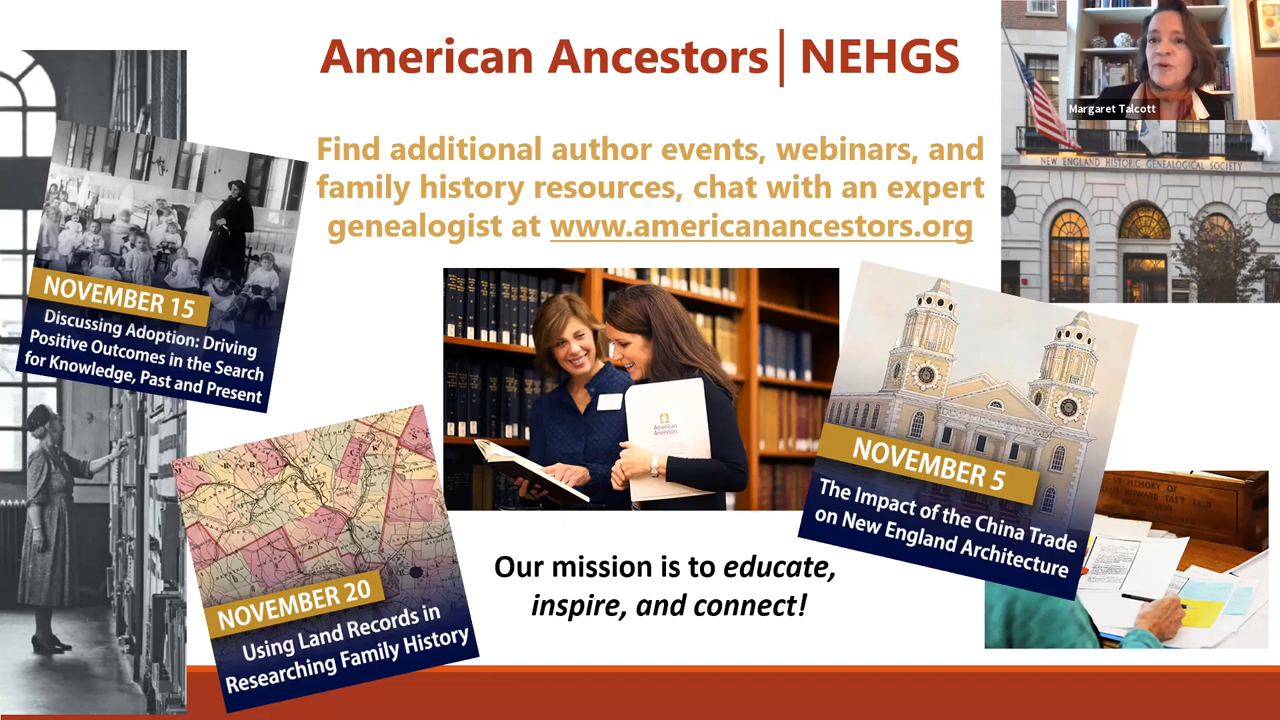 American Ancestors│NEHGS
Margaret Talcott
NEW ENGLAND HISTORIC GENEALOGICAL SOCIETY
Find additional author events, webinars, and
family history resources, chat with an expert
genealogist at www.americanancestors.org
NOVEMBER 15
Discussing Adoption: Driving
Positive Outcomes in the Search
for Knowledge, Past and Present
American
Ancestors
NOVEMBER 5
The Impact of the China Trade
on New England Architecture
NOVEMBER 20
Using Land Records in
Researching Family History
Our mission is to educate,
inspire, and connect!